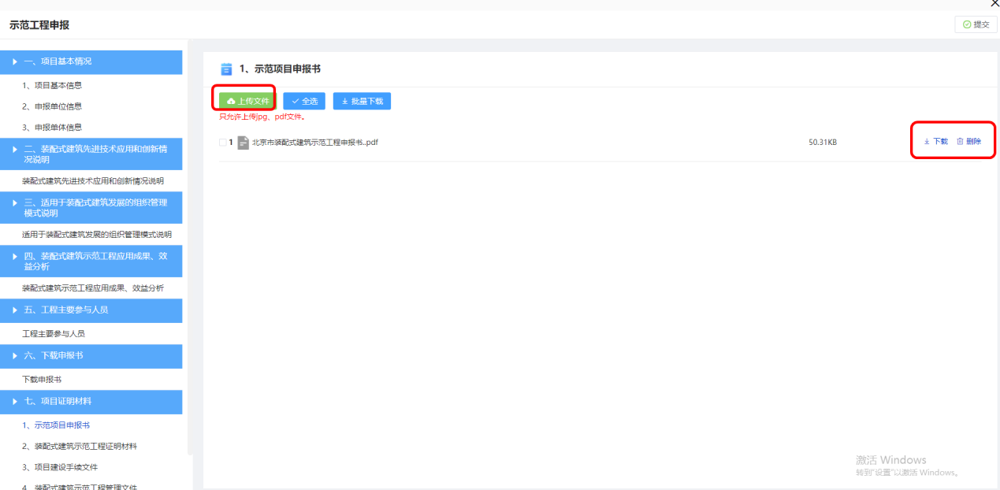 示范工程申报
提交
一、项目基本情况
1、项目基本信息
2、申报单位信息
3、申报单体信息
二、装配式建筑先进技术应用和创新情
况说明
装配式建筑先进技术应用和创新情况说明
三、适用于装配式建筑发展的组织管理
模式说明
适用于装配式建筑发展的组织管理模式说明
四、装配式建筑示范工程应用成果、效
益分析
装配式建筑示范工程应用成果、效益分析
五、工程主要参与人员
工程主要参与人员
六、下载申报书
下载申报书
七、项目证明材料
1、示范项目申报书
2、装配式建筑示范工程证明材料
3、项目建设手续文件
4、装配式建筑示范工程管理文件
1、示范项目申报书
上传文件 全选 批量下载
只允许上传jpg、pdf文件。
1 北京市装配式建筑示范工程申报书..pdf 50.31KB 下载 删除
激活 Windows
转到"设置"以激活 Windows。